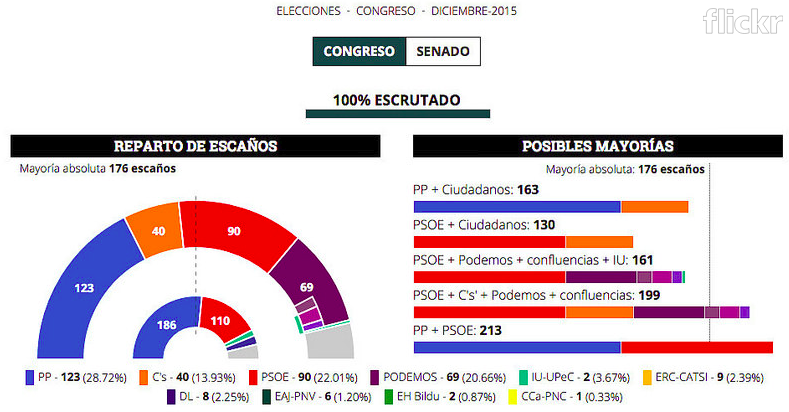 flickr
ELECCIONES - CONGRESO - DICIEMBRE-2015
CONGRESO SENADO
100% ESCRUTADO
REPARTO DE ESCAÑOS
Mayoría absoluta 176 escaños
123
40
90
69
186
110
POSIBLES MAYORÍAS
Mayoría absoluta: 176 escaños
PP + Ciudadanos: 163
PSOE + Ciudadanos: 130
PSOE + Podemos + confluencias + IU: 161
PSOE + C's' + Podemos + confluencias: 199
PP + PSOE: 213
PP - 123 (28.72%) C's - 40 (13.93%) PSOE - 90 (22.01%) PODEMOS - 69 (20.66%) IU-UPeC - 2 (3.67%) ERC-CATSI - 9 (2.39%)
DL - 8 (2.25%) EAJ-PNV - 6 (1.20%) EH Bildu - 2 (0.87%) CCa-PNC - 1 (0.33%)